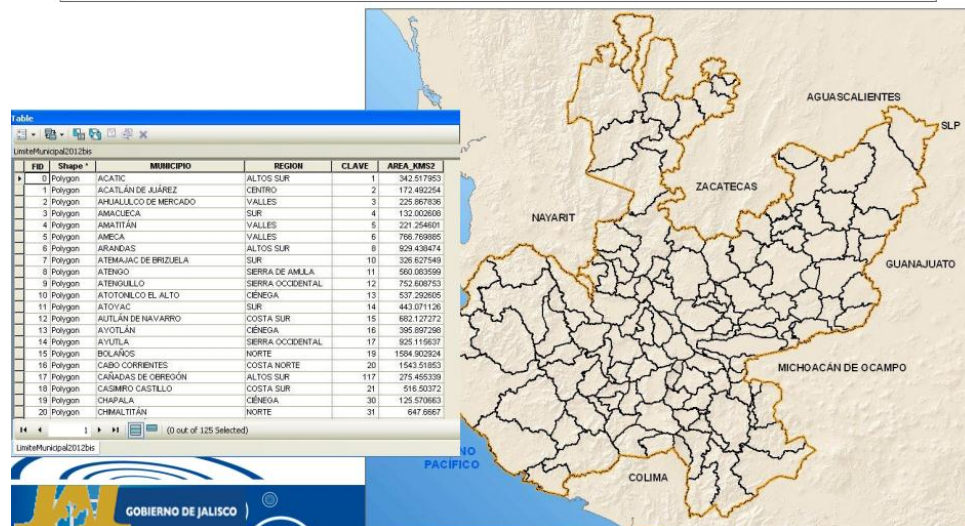 Table
LimiteMunicipal2012bis
FID Shape * MUNICIPIO REGION CLAVE AREA_KMS2
0 Polygon ACATIC ALTOS SUR 1 342.517953
1 Polygon ACATLÁN DE JUÁREZ CENTRO 2 172.492254
2 Polygon AHUALULCO DE MERCADO VALLES 3 225.867836
3 Polygon AMACUECA SUR 4 132.002608
4 Polygon AMATITÁN VALLES 5 221.254601
5 Polygon AMECA VALLES 6 766.769885
6 Polygon ARANDAS ALTOS SUR 8 929.438474
7 Polygon ATEMAJAC DE BRIZUELA SUR 10 326.627549
8 Polygon ATENGO SIERRA DE AMULA 11 560.083599
9 Polygon ATENGUILLO SIERRA OCCIDENTAL 12 752.608753
10 Polygon ATOTONILCO EL ALTO CIÉNEGA 13 537.292605
11 Polygon ATOYAC SUR 14 443.071126
12 Polygon AUTLÁN DE NAVARRO COSTA SUR 15 682.127272
13 Polygon AYOTLÁN CIÉNEGA 16 395.897298
14 Polygon AYUTLA SIERRA OCCIDENTAL 17 925.115637
15 Polygon BOLAÑOS NORTE 19 1584.902924
16 Polygon CABO CORRIENTES COSTA NORTE 20 1543.51853
17 Polygon CAÑADAS DE OBREGÓN ALTOS SUR 117 275.455339
18 Polygon CASIMIRO CASTILLO COSTA SUR 21 516.50372
19 Polygon CHAPALA CIÉNEGA 30 125.570663
20 Polygon CHIMALTITÁN NORTE 31 647.6667
1 (0 out of 125 Selected)
LimiteMunicipal2012bis
AGUASCALIENTES
SLP
ZACATECAS
NAYARIT
GUANAJUATO
MICHOACÁN DE OCAMPO
NO
PACÍFICO
COLIMA
JAL
GOBIERNO DE JALISCO